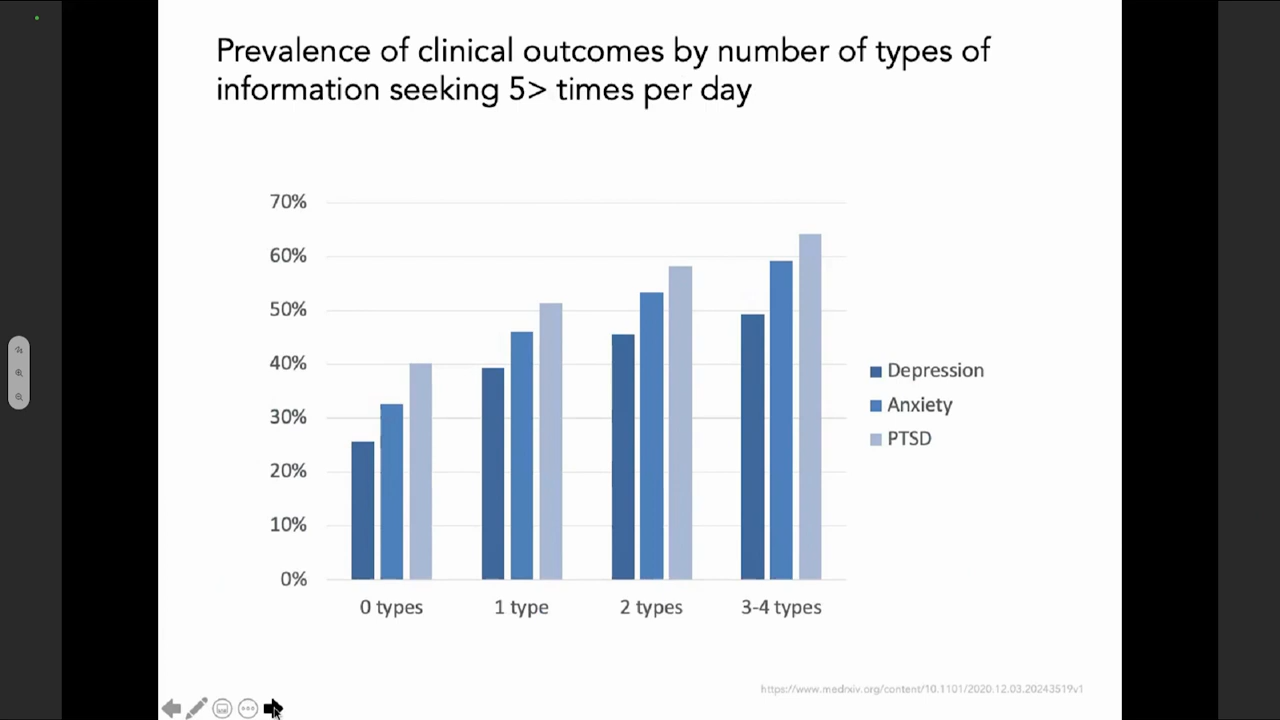 Prevalence of clinical outcomes by number of types of
information seeking 5> times per day
70%
60%
50%
40%
30%
20%
10%
0%
0 types
1 type
2 types
3-4 types
Depression
Anxiety
PTSD
https://www.medrxiv.org/content/10.1101/2020.12.03.20243519v1